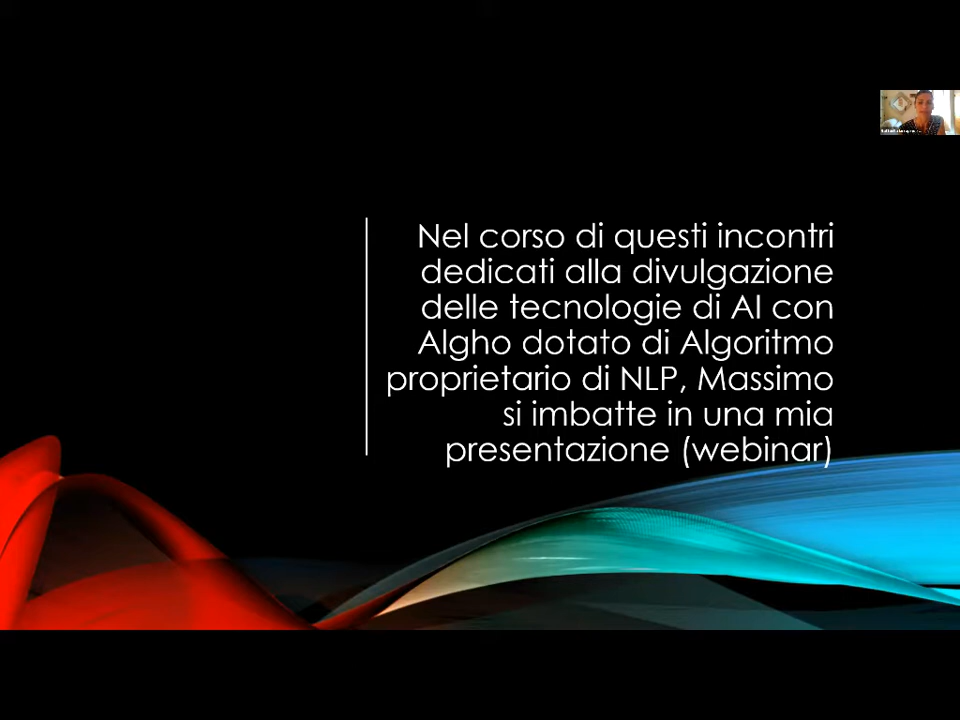 Nel corso di questi incontri
dedicati alla divulgazione
delle tecnologie di AI con
Algho dotato di Algoritmo
proprietario di NLP, Massimo
si imbatte in una mia
presentazione (webinar)